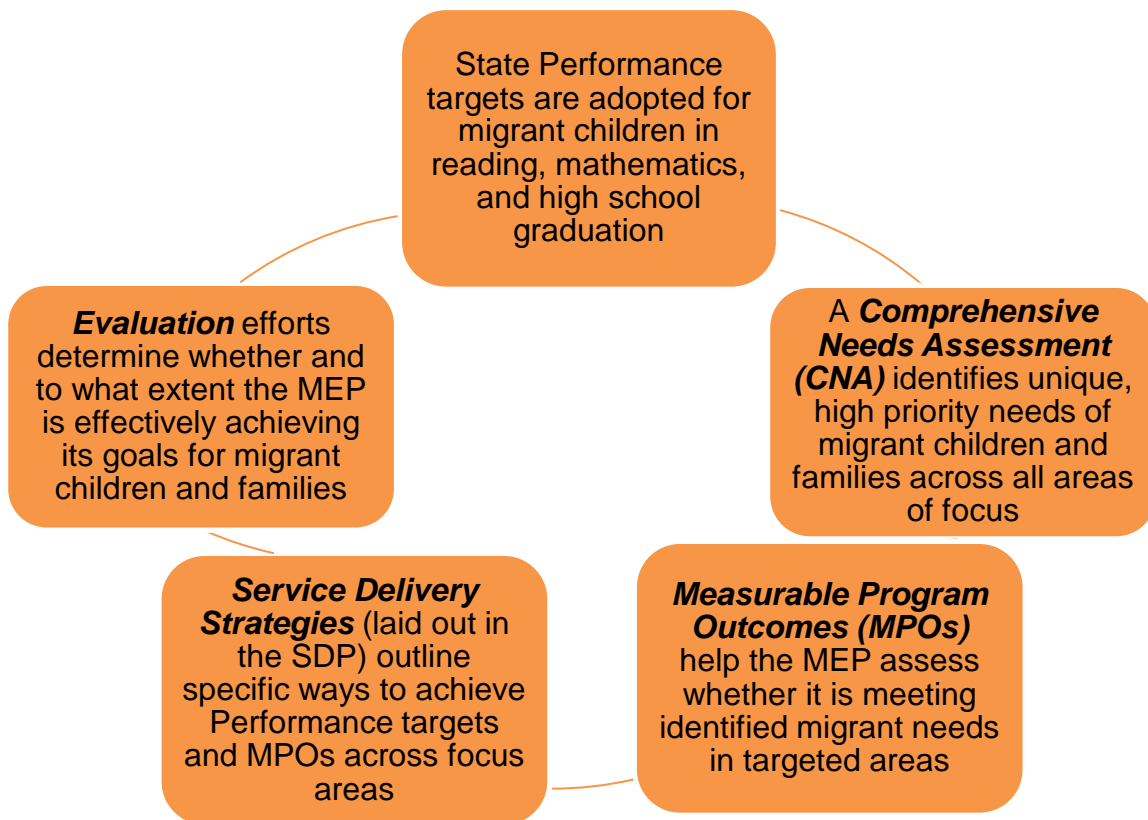 State Performance
targets are adopted for
migrant children in
reading, mathematics,
and high school
graduation
A Comprehensive
Needs Assessment
(CNA) identifies unique,
high priority needs of
migrant children and
families across all areas
of focus
Measurable Program
Outcomes (MPOs)
help the MEP assess
whether it is meeting
identified migrant needs
in targeted areas
Service Delivery
Strategies (laid out in
the SDP) outline
specific ways to achieve
Performance targets
and MPOs across focus
areas
Evaluation efforts
determine whether and
to what extent the MEP
is effectively achieving
its goals for migrant
children and families